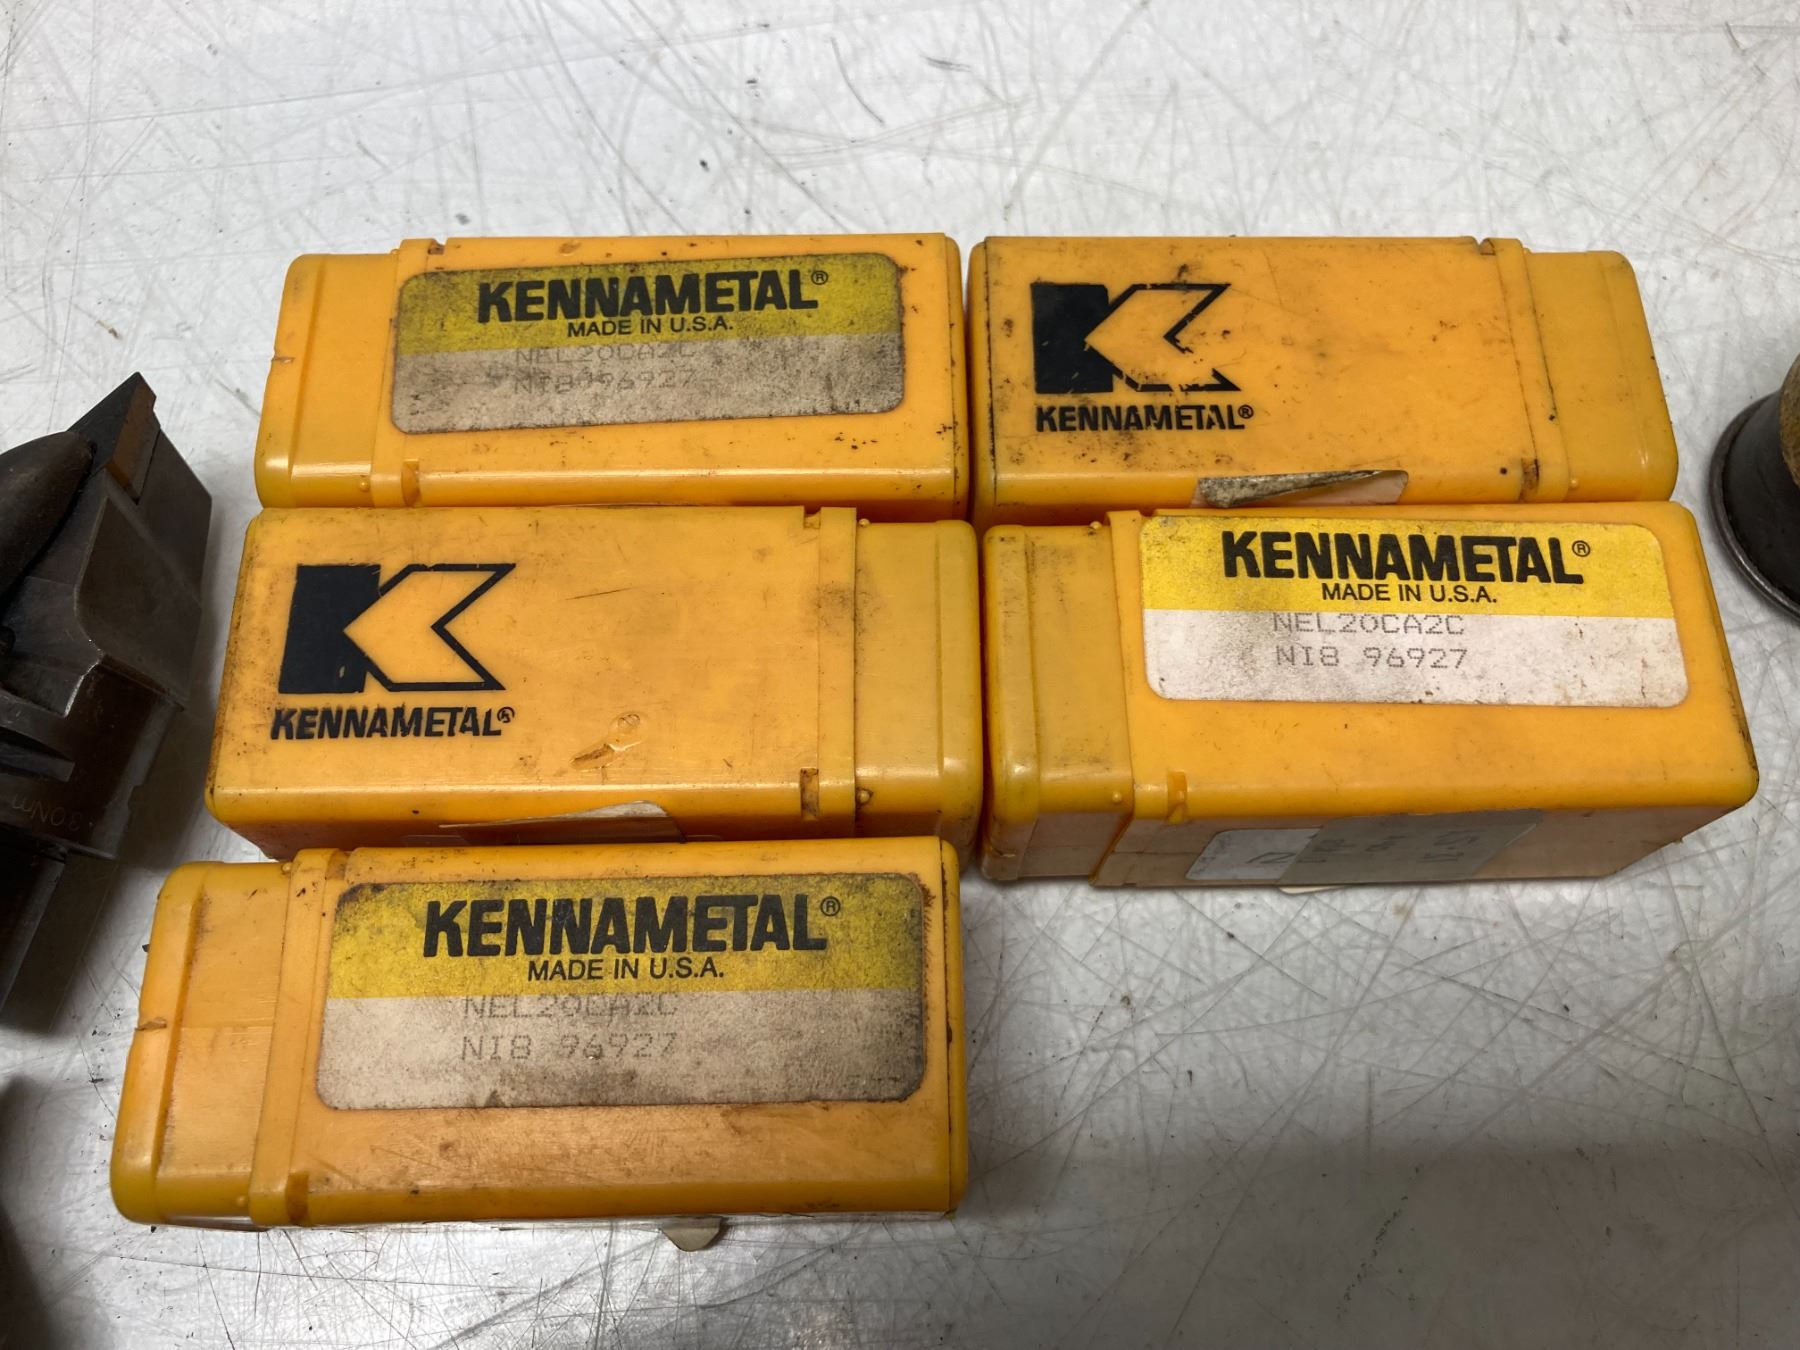 KENNAMETAL®
MADE IN U.S.A.
NEL20CA2C
NI8 96927
KENNAMETAL®
KENNAMETAL®
KENNAMETAL®
MADE IN U.S.A.
NEL20CA2C
NI8 96927
KENNAMETAL®
MADE IN U.S.A.
NEL20CA2C
NI8 96927